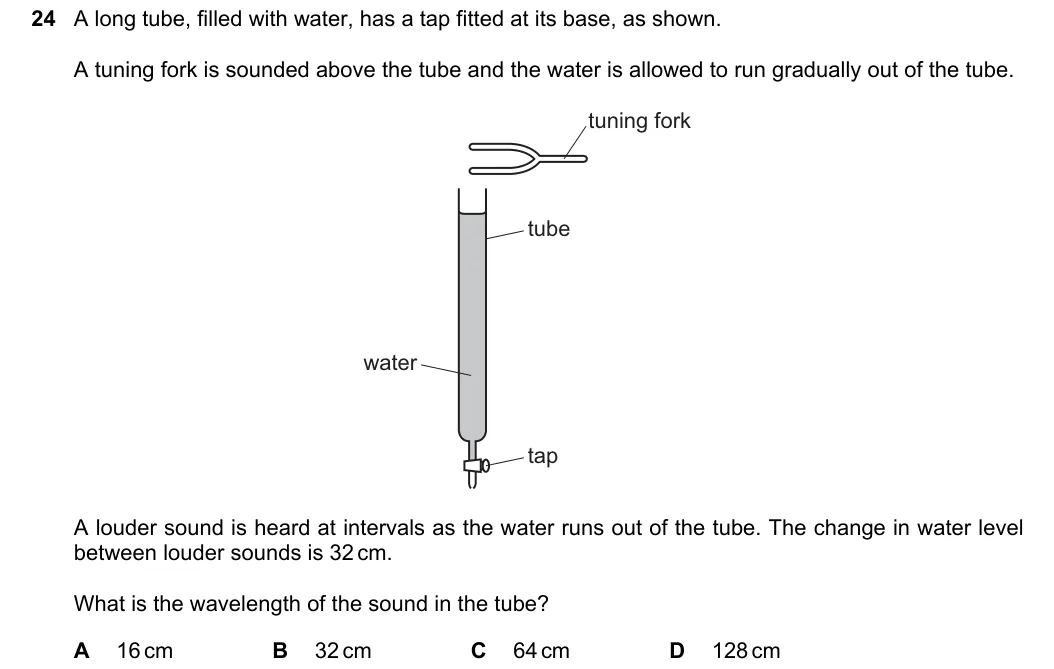 24 A long tube, filled with water, has a tap fitted at its base, as shown.
A tuning fork is sounded above the tube and the water is allowed to run gradually out of the tube.
tuning fork
tube
water
tap
A louder sound is heard at intervals as the water runs out of the tube. The change in water level
between louder sounds is 32 cm.
What is the wavelength of the sound in the tube?
A 16 cm B 32 cm C 64 cm D 128 cm